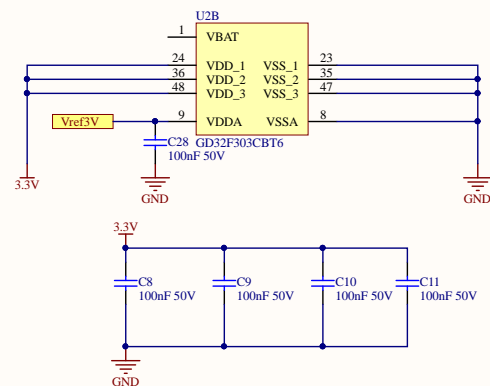 U2B
1 VBAT
24 VDD_1 VSS_1 23
36 VDD_2 VSS_2 35
48 VDD_3 VSS_3 47
Vref3V 9 VDDA VSSA 8
C28 GD32F303CBT6
100nF 50V
3.3V GND GND
3.3V
C8 C9 C10 C11
100nF 50V 100nF 50V 100nF 50V 100nF 50V
GND